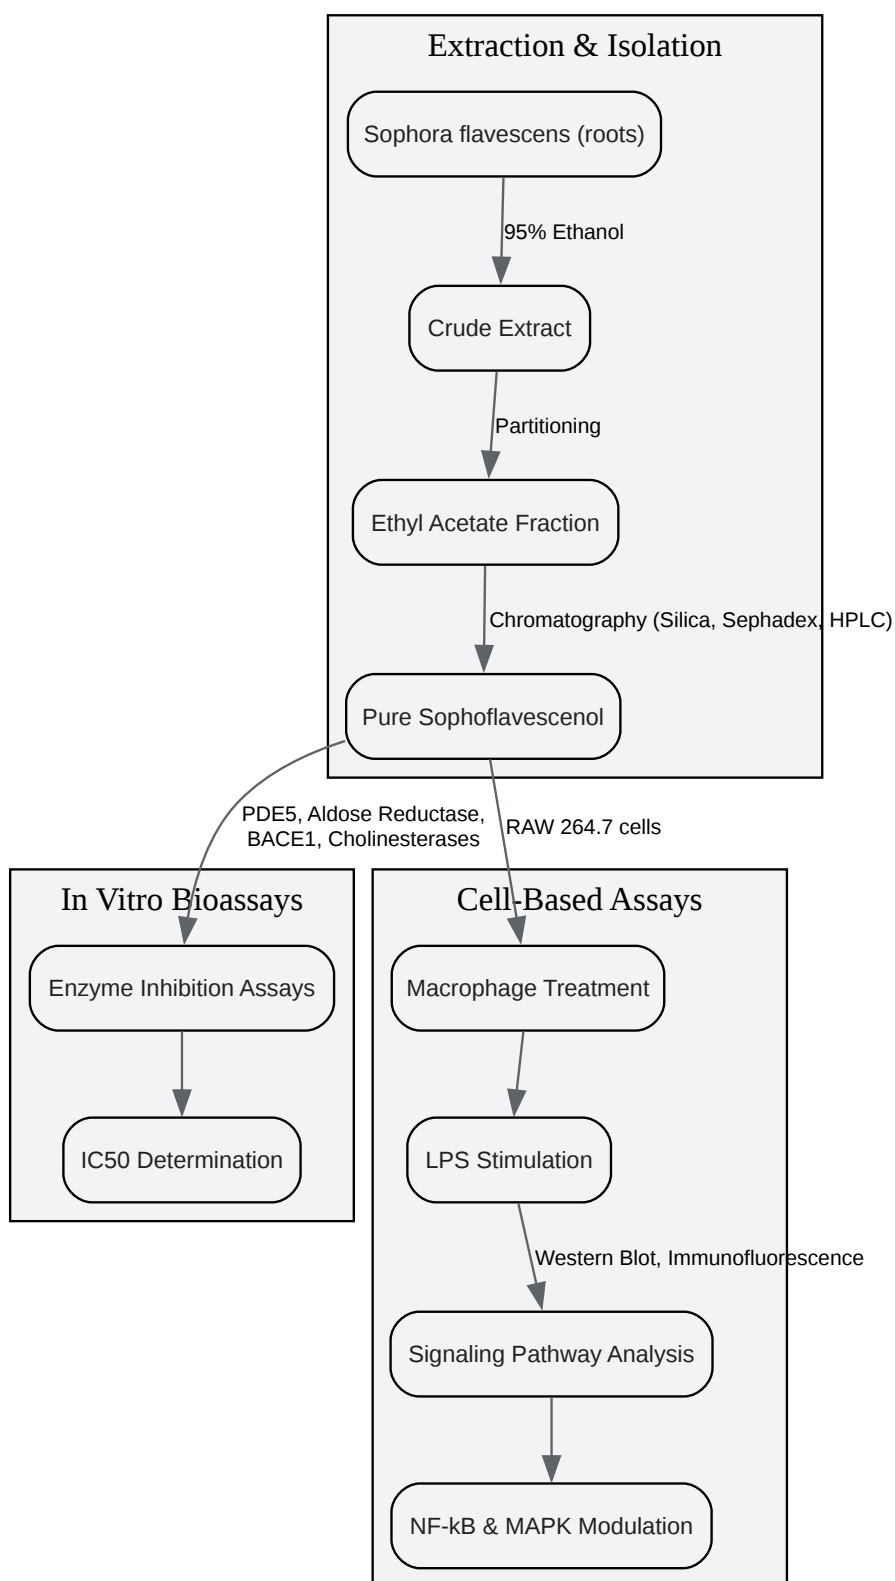 Extraction & Isolation
Sophora flavescens (roots)
95% Ethanol
Crude Extract
Partitioning
Ethyl Acetate Fraction
Chromatography (Silica, Sephadex, HPLC)
Pure Sophoflavescenol
PDE5, Aldose Reductase,
BACE1, Cholinesterases
RAW 264.7 cells
In Vitro Bioassays
Enzyme Inhibition Assays
IC50 Determination
Cell-Based Assays
Macrophage Treatment
LPS Stimulation
Western Blot, Immunofluorescence
Signaling Pathway Analysis
NF-kB & MAPK Modulation